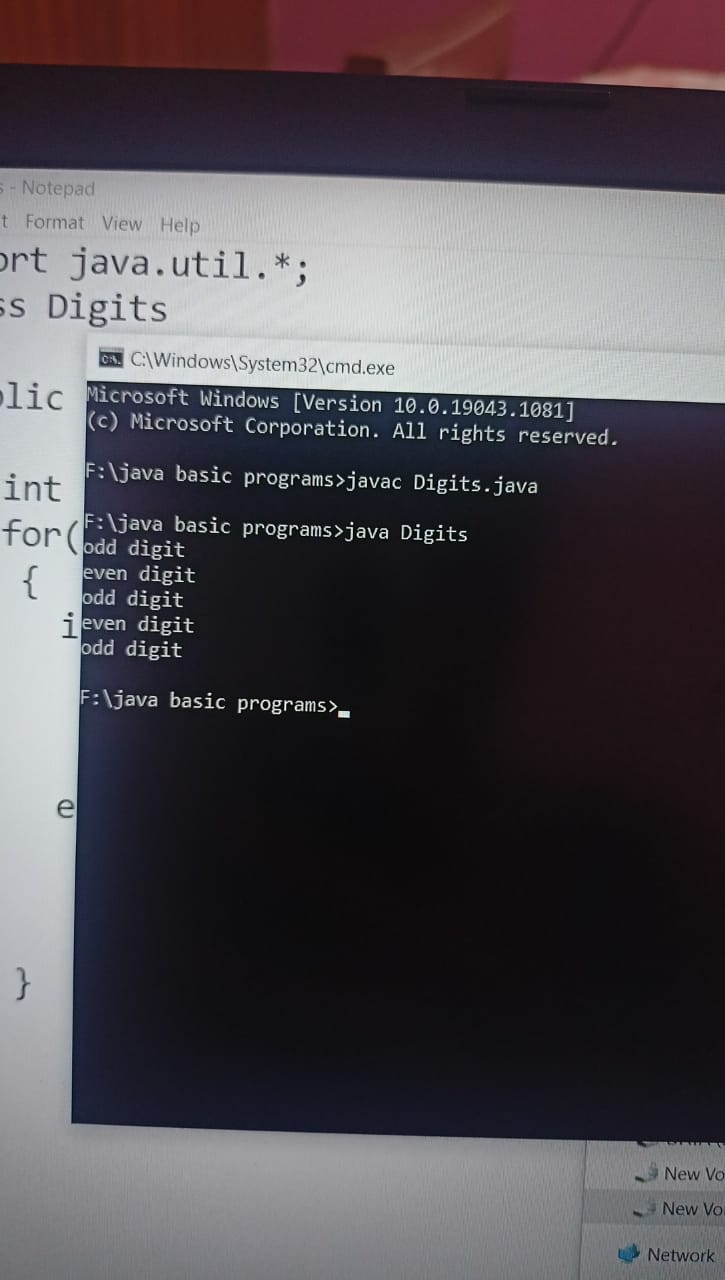 - Notepad
Format View Help
ort java.util.*;
ss Digits
C:\Windows\System32\cmd.exe
lic
Microsoft Windows [Version 10.0.19043.1081]
(c) Microsoft Corporation. All rights reserved.
F:\java basic programs>javac Digits.java
int
F:\java basic programs>java Digits
for(
odd digit
even digit
{
odd digit
i
even digit
odd digit
F:\java basic programs>
e
}
New Vo
New Vo
Network